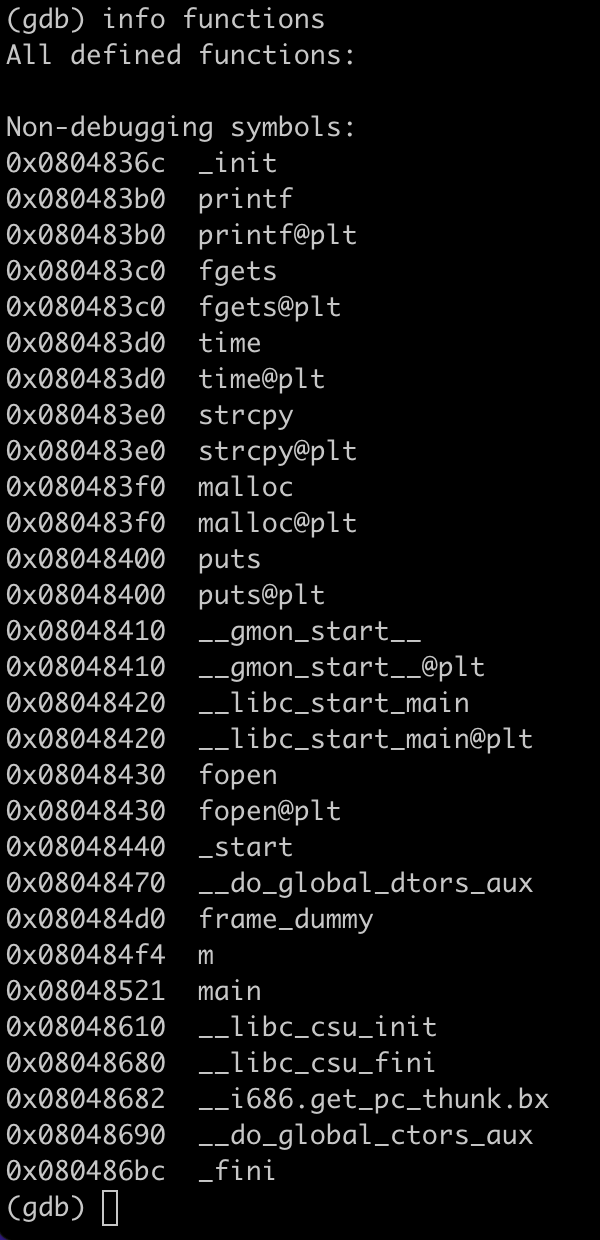 (gdb) info functions
All defined functions:

Non-debugging symbols:
0x0804836c  _init
0x080483b0  printf
0x080483b0  printf@plt
0x080483c0  fgets
0x080483c0  fgets@plt
0x080483d0  time
0x080483d0  time@plt
0x080483e0  strcpy
0x080483e0  strcpy@plt
0x080483f0  malloc
0x080483f0  malloc@plt
0x08048400  puts
0x08048400  puts@plt
0x08048410  __gmon_start__
0x08048410  __gmon_start__@plt
0x08048420  __libc_start_main
0x08048420  __libc_start_main@plt
0x08048430  fopen
0x08048430  fopen@plt
0x08048440  _start
0x08048470  __do_global_dtors_aux
0x080484d0  frame_dummy
0x080484f4  m
0x08048521  main
0x08048610  __libc_csu_init
0x08048680  __libc_csu_fini
0x08048682  __i686.get_pc_thunk.bx
0x08048690  __do_global_ctors_aux
0x080486bc  _fini
(gdb)